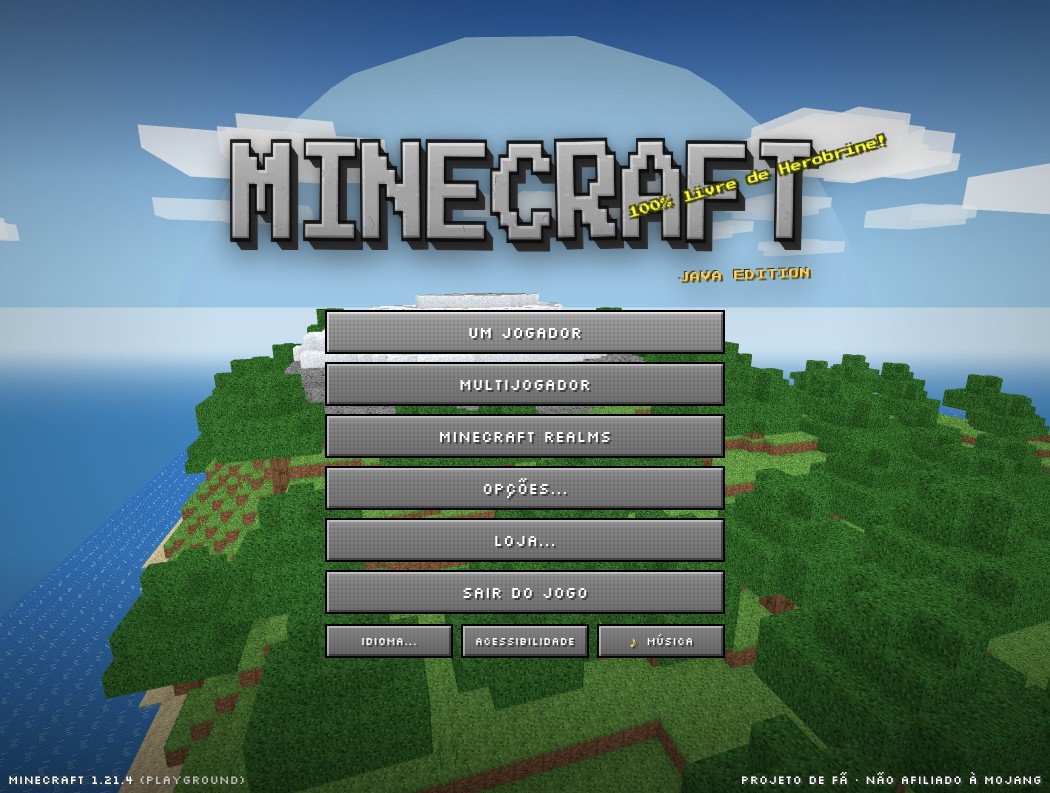 MINECRAFT
100% livre de Herobrine!
JAVA EDITION
UM JOGADOR
MULTIJOGADOR
MINECRAFT REALMS
OPÇÕES...
LOJA...
SAIR DO JOGO
IDIOMA...
ACESSIBILIDADE
♪ MÚSICA
MINECRAFT 1.21.4 (PLAYGROUND)
PROJETO DE FÃ · NÃO AFILIADO À MOJANG